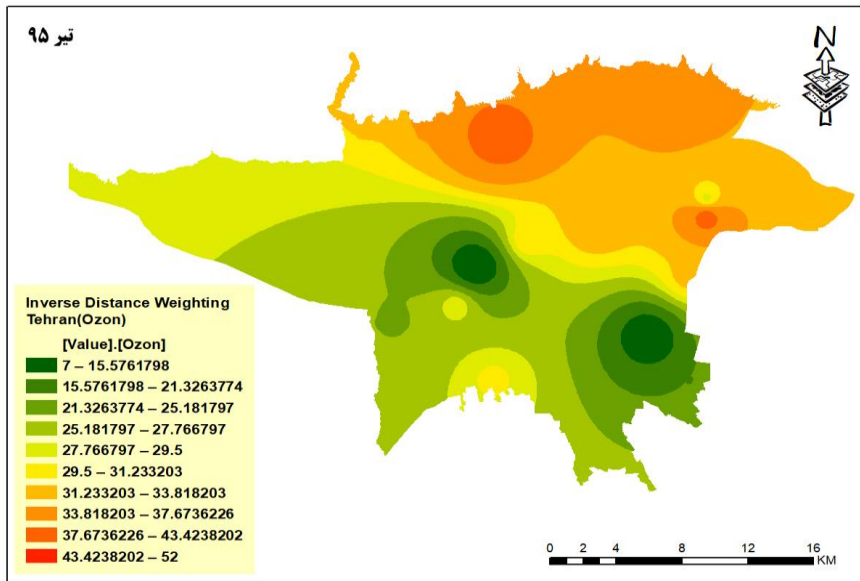 تیر ۹۵
N
Inverse Distance Weighting
Tehran(Ozon)
[Value].[Ozon]
7 – 15.5761798
15.5761798 – 21.3263774
21.3263774 – 25.181797
25.181797 – 27.766797
27.766797 – 29.5
29.5 – 31.233203
31.233203 – 33.818203
33.818203 – 37.6736226
37.6736226 – 43.4238202
43.4238202 – 52
0 2 4 8 12 16
KM